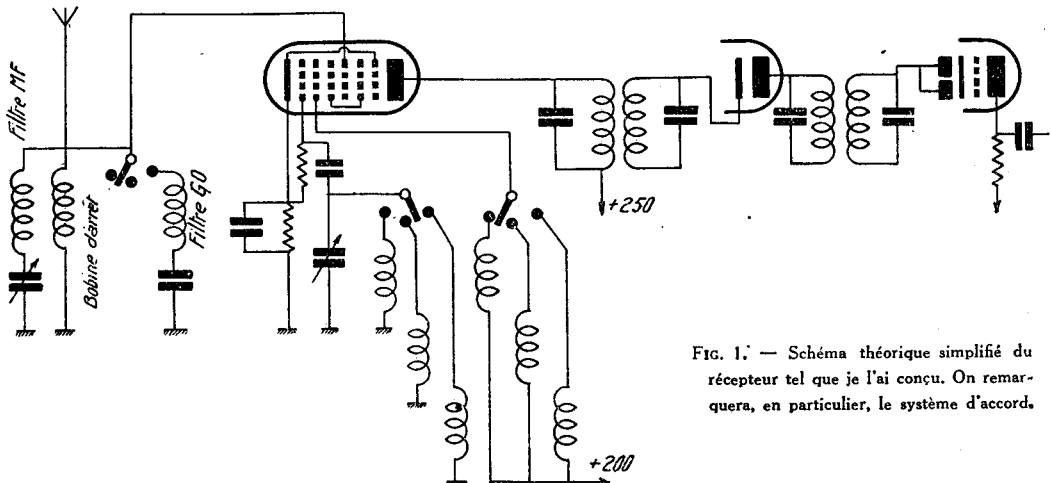 Filtre MF
Bobine d'arrêt
Filtre GO
+250
+200
FIG. 1. — Schéma théorique simplifié du
récepteur tel que je l'ai conçu. On remar-
quera, en particulier, le système d'accord.